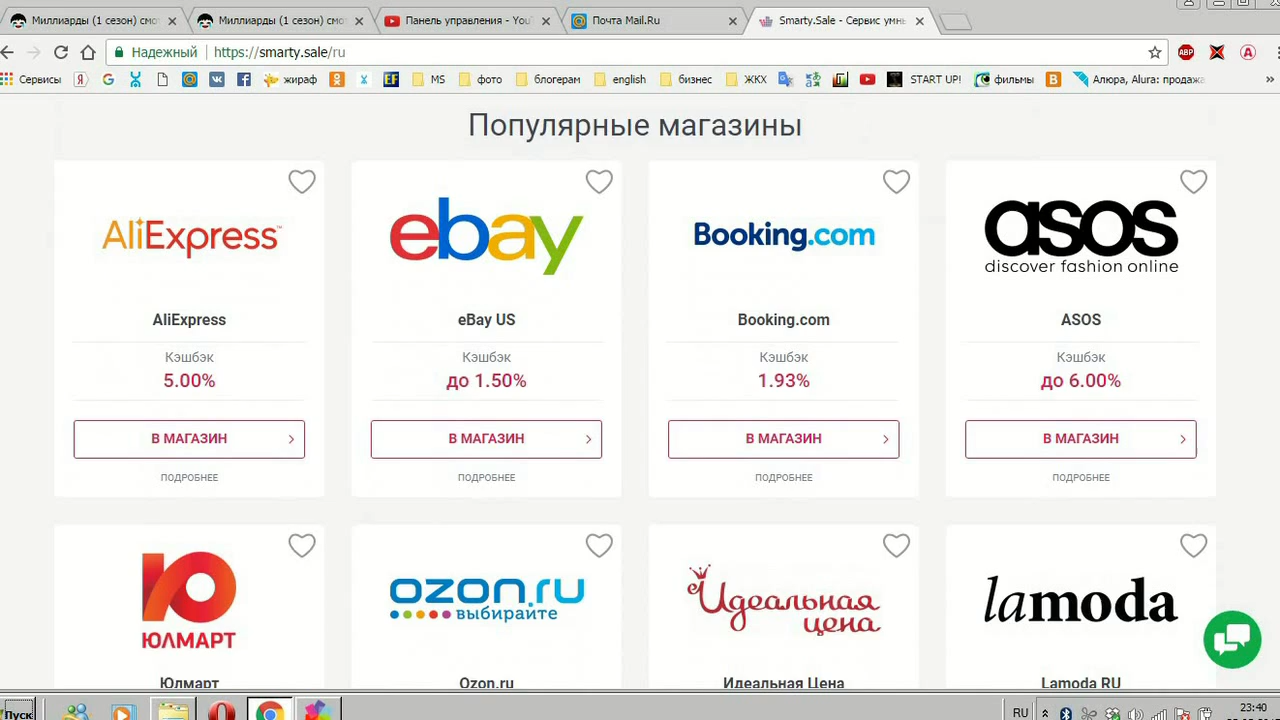 Миллиарды (1 сезон) смо
Миллиарды (1 сезон) смо
Панель управления - You
Почта Mail.Ru
Smarty.Sale - Сервис умнь
Надежный
https://smarty.sale/ru
ABP
Сервисы
жираф
MS
фото
блогерам
english
бизнес
ЖКХ
START UP!
фильмы
Алюра, Alura: продажа
»
Популярные магазины
AliExpress
ebay
Booking.com
asos
discover fashion online
AliExpress
eBay US
Booking.com
ASOS
Кэшбэк
Кэшбэк
Кэшбэк
Кэшбэк
5.00%
до 1.50%
1.93%
до 6.00%
В МАГАЗИН
В МАГАЗИН
В МАГАЗИН
В МАГАЗИН
ПОДРОБНЕЕ
ПОДРОБНЕЕ
ПОДРОБНЕЕ
ПОДРОБНЕЕ
Ю
ЮЛМАРТ
ozon.ru
выбирайте
Идеальная
цена
lamoda
Юлмарт
Ozon.ru
Идеальная Цена
Lamoda RU
Пуск
RU
23:40